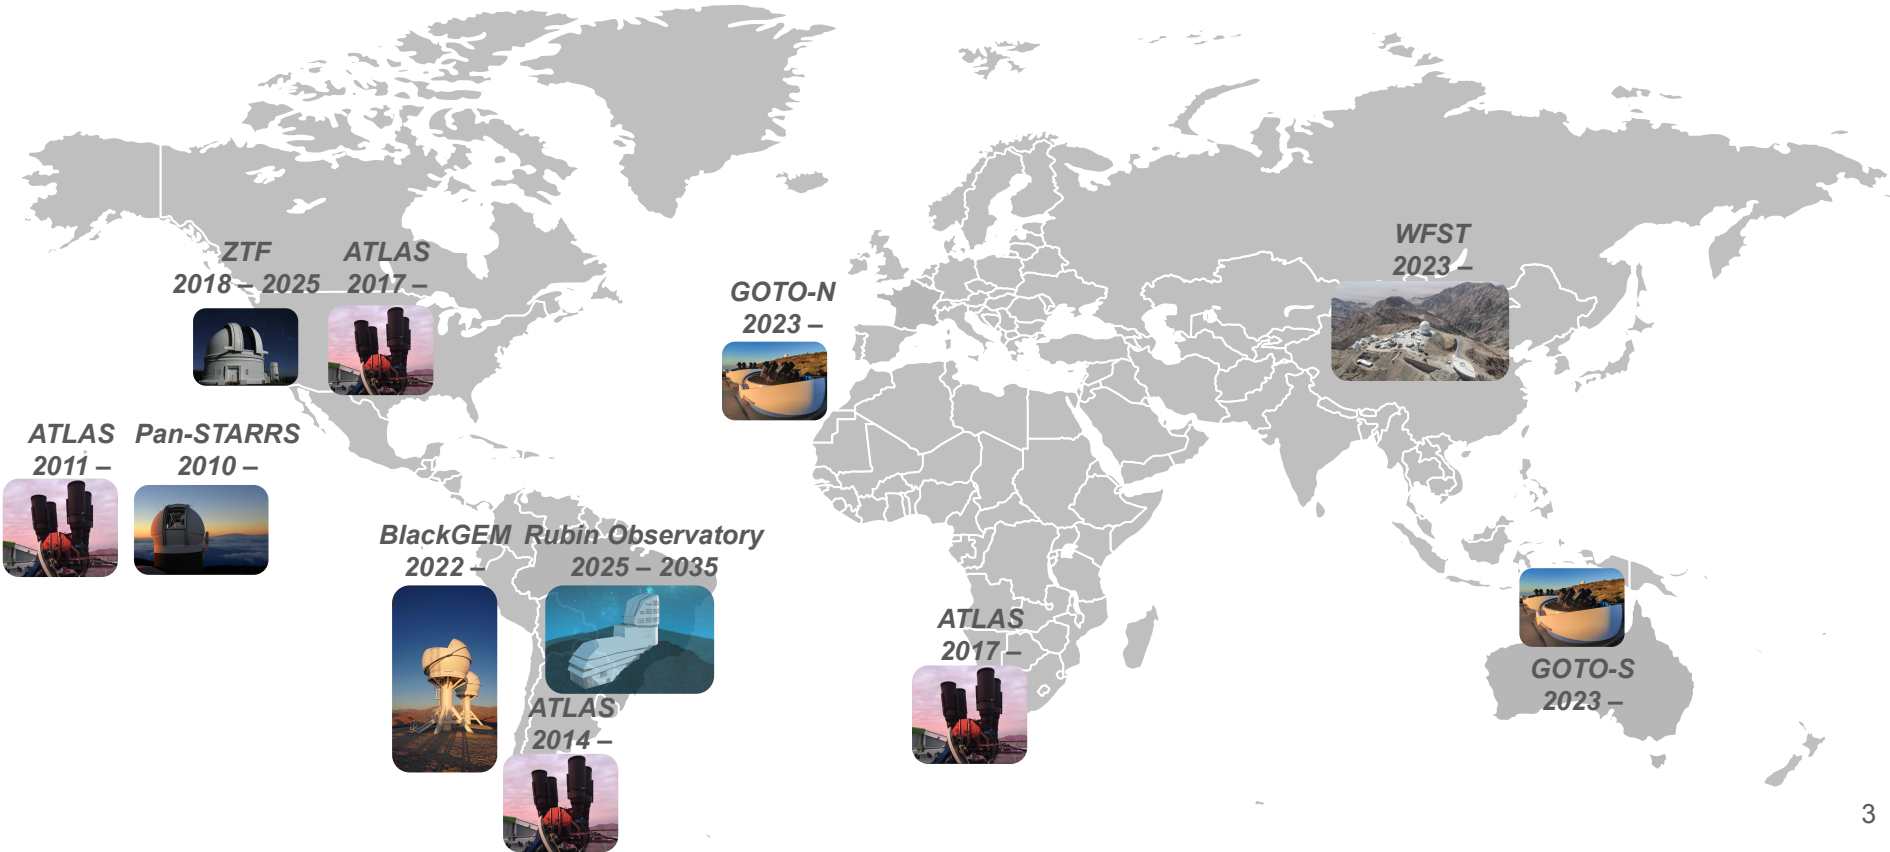 ZTF
2018 – 2025
ATLAS
2017 –
WFST
2023 –
GOTO-N
2023 –
ATLAS
2011 –
Pan-STARRS
2010 –
BlackGEM
2022 –
Rubin Observatory
2025 – 2035
ATLAS
2014 –
ATLAS
2017 –
GOTO-S
2023 –
3